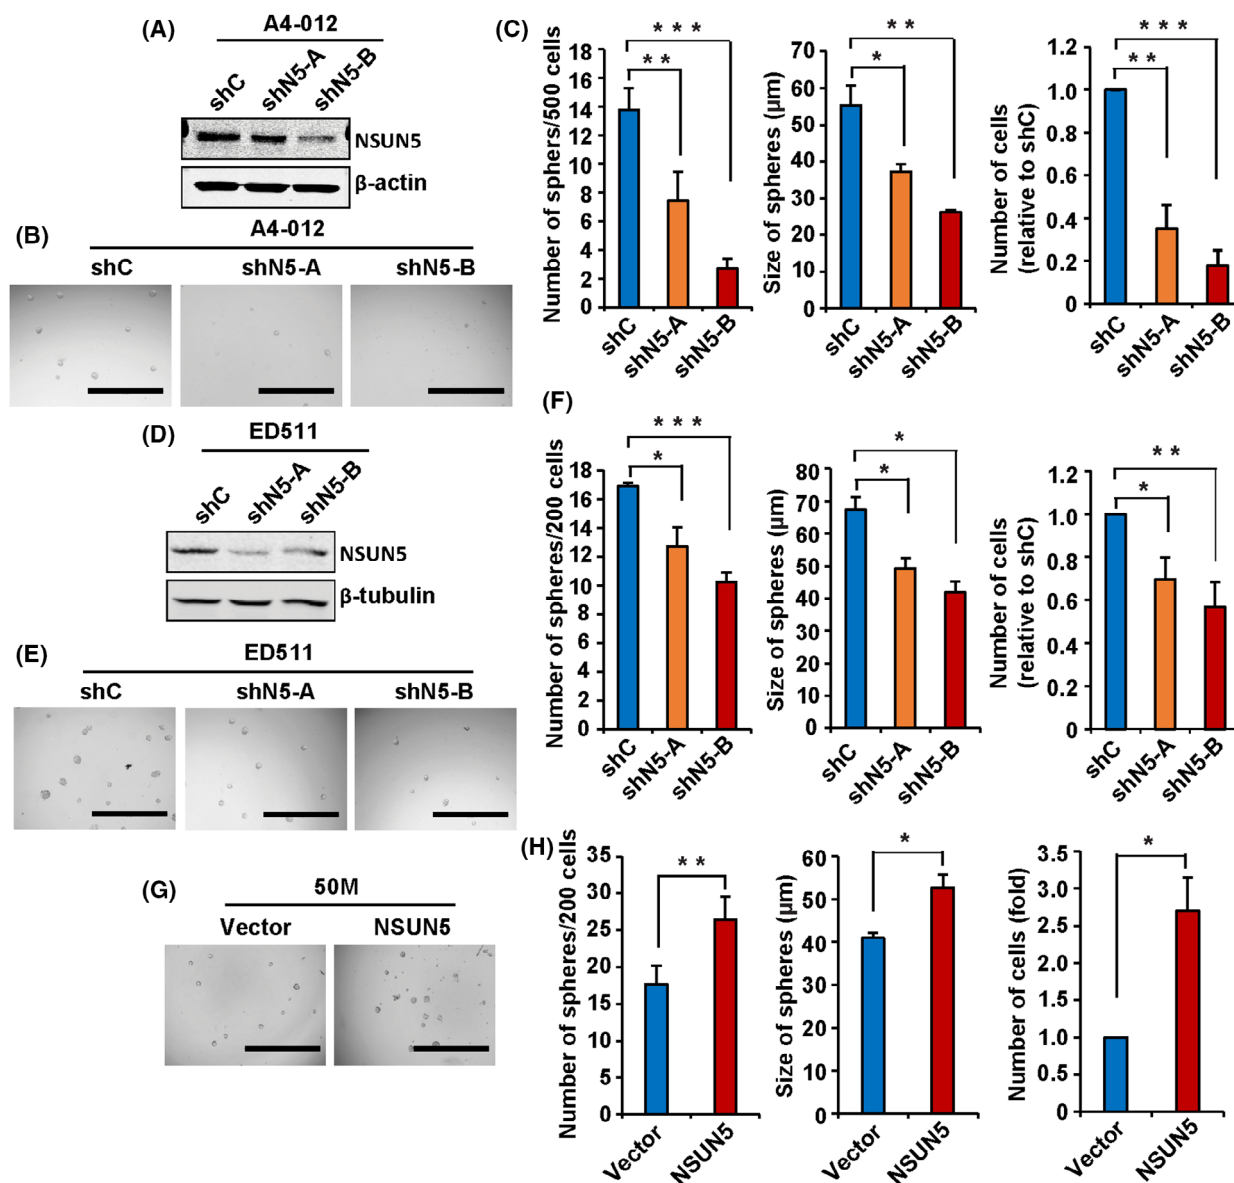 (A)
A4-012
shC shN5-A shN5-B
NSUN5
β-actin
(B)
A4-012
shC shN5-A shN5-B
(C)
Number of sphers/500 cells
18
16
14
12
10
8
6
4
2
0
* *
* * *
shC shN5-A shN5-B
Size of spheres (µm)
70
60
50
40
30
20
10
0
*
* *
shC shN5-A shN5-B
Number of cells
(relative to shC)
1.2
1.0
0.8
0.6
0.4
0.2
0
* *
* * *
shC shN5-A shN5-B
(D)
ED511
shC shN5-A shN5-B
NSUN5
β-tubulin
(E)
ED511
shC shN5-A shN5-B
(F)
Number of spheres/200 cells
18
16
14
12
10
8
6
4
2
0
*
* * *
shC shN5-A shN5-B
Size of spheres (µm)
80
70
60
50
40
30
20
10
0
*
*
shC shN5-A shN5-B
Number of cells
(relative to shC)
1.2
1.0
0.8
0.6
0.4
0.2
0
*
* *
shC shN5-A shN5-B
(G)
50M
Vector NSUN5
(H)
Number of spheres/200 cells
35
30
25
20
15
10
5
0
* *
Vector NSUN5
Size of spheres (µm)
60
50
40
30
20
10
0
*
Vector NSUN5
Number of cells (fold)
3.5
3.0
2.5
2.0
1.5
1.0
0.5
0
*
Vector NSUN5